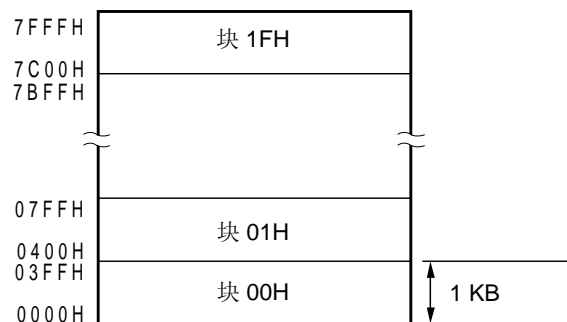 7FFFH
块 1FH
7C00H
7BFFH
07FFH
块 01H
0400H
03FFH
块 00H
1 KB
0000H